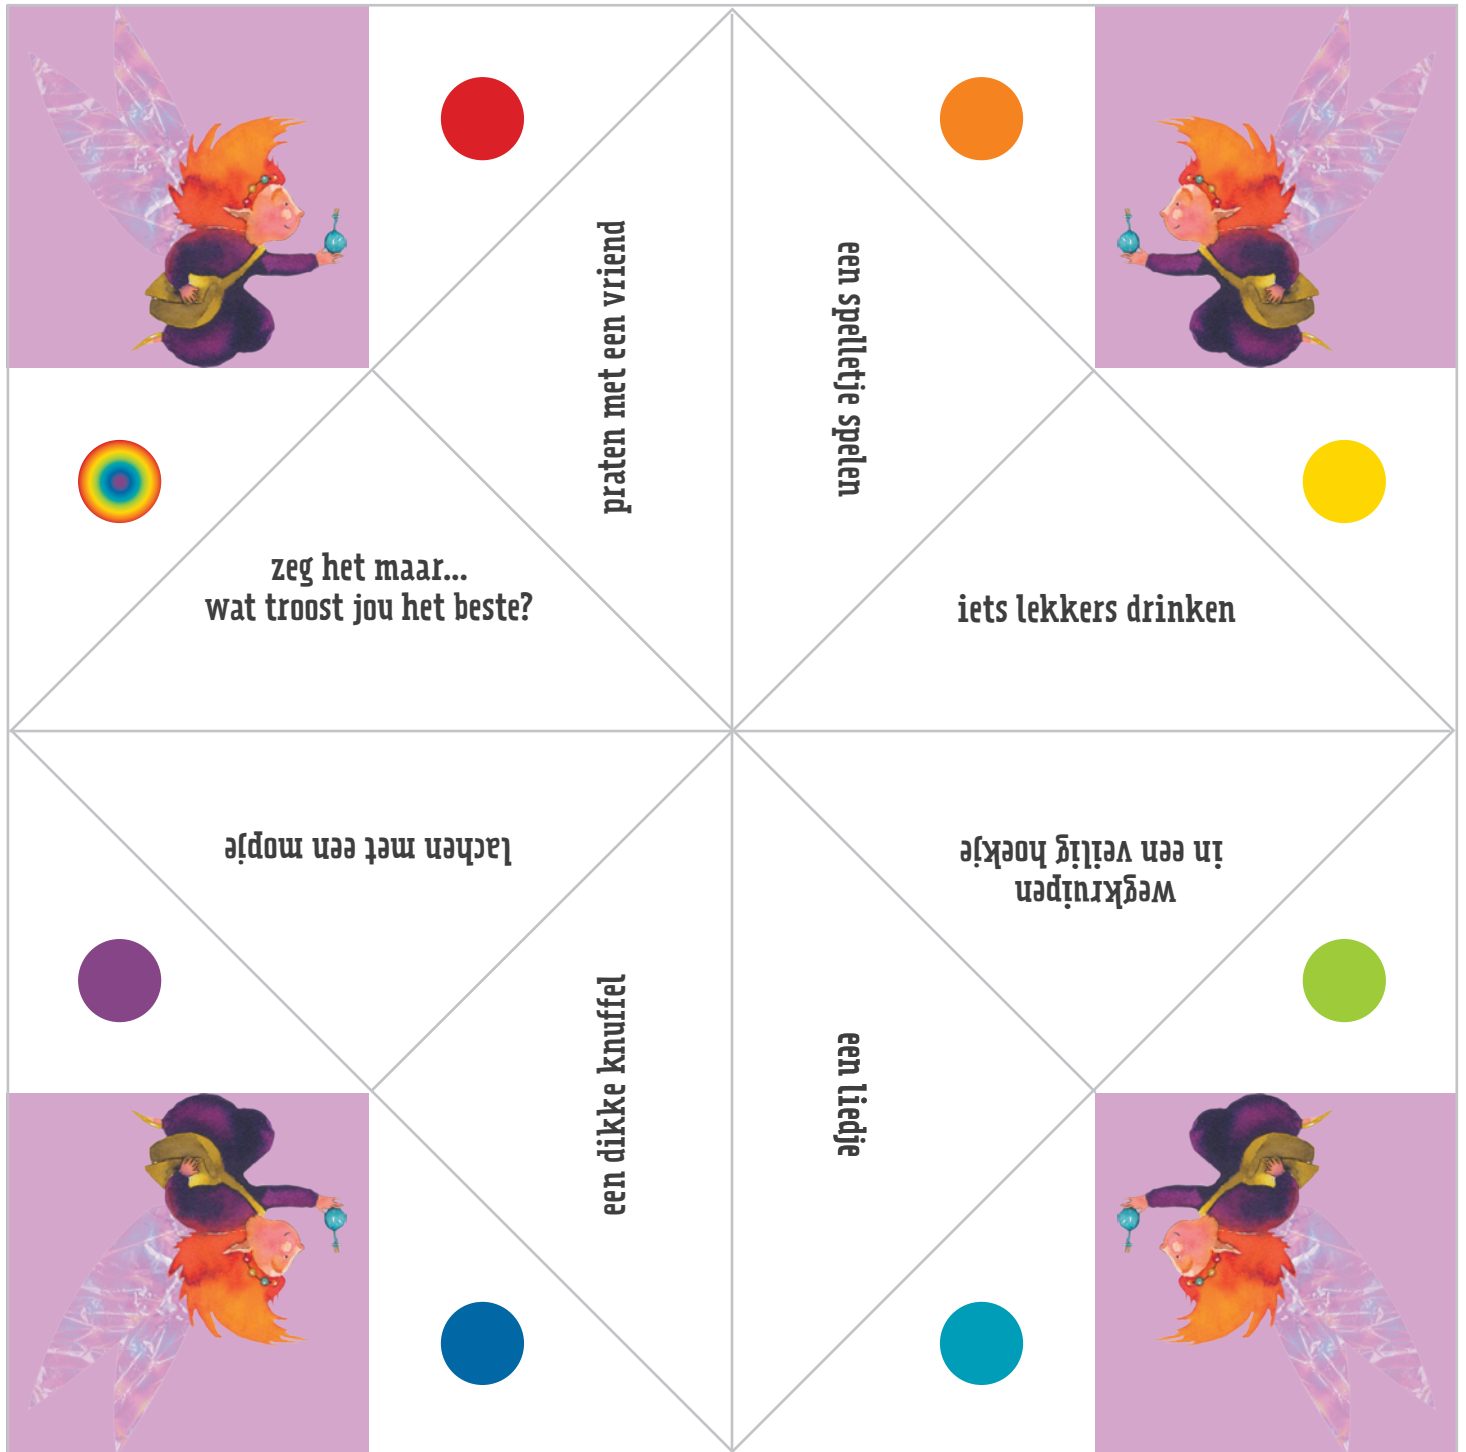 praten met een vriend
een spelletje spelen
zeg het maar...
wat troost jou het beste?
iets lekkers drinken
lachen met een mopje
wegkruipen
in een veilig hoekje
een dikke knuffel
een liedje